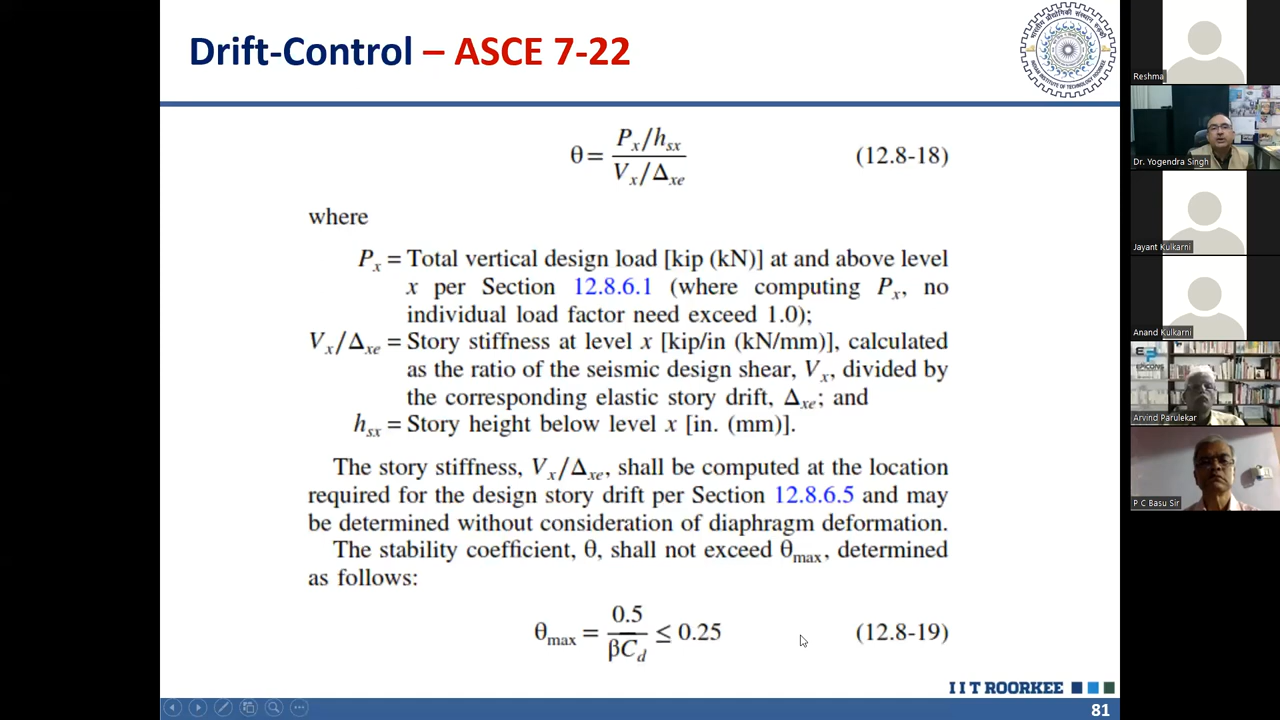 Drift-Control – ASCE 7-22
θ = (P_x/h_sx)/(V_x/Δ_xe) (12.8-18)
where
P_x = Total vertical design load [kip (kN)] at and above level
x per Section 12.8.6.1 (where computing P_x, no
individual load factor need exceed 1.0);
V_x/Δ_xe = Story stiffness at level x [kip/in (kN/mm)], calculated
as the ratio of the seismic design shear, V_x, divided by
the corresponding elastic story drift, Δ_xe; and
h_sx = Story height below level x [in. (mm)].
The story stiffness, V_x/Δ_xe, shall be computed at the location
required for the design story drift per Section 12.8.6.5 and may
be determined without consideration of diaphragm deformation.
The stability coefficient, θ, shall not exceed θ_max, determined
as follows:
θ_max = 0.5/(βC_d) ≤ 0.25 (12.8-19)
I I T ROORKEE
81
Reshma
Dr. Yogendra Singh
Jayant Kulkarni
Anand Kulkarni
EPICONS
Arvind Parulekar
P C Basu Sir